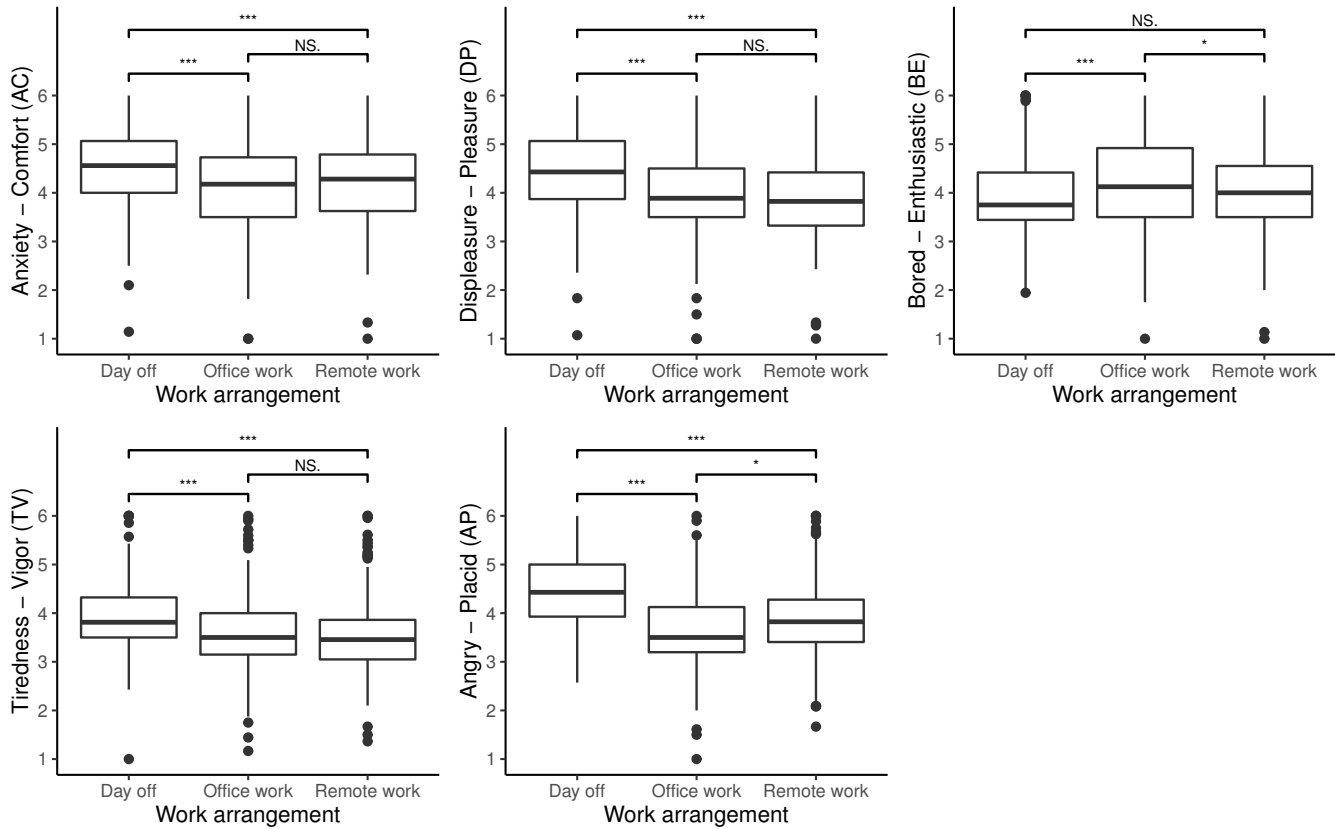 ***
NS.
***
Anxiety – Comfort (AC)
6
5
4
3
2
1
Day off Office work Remote work
Work arrangement
***
NS.
***
Displeasure – Pleasure (DP)
6
5
4
3
2
1
Day off Office work Remote work
Work arrangement
NS.
*
***
Bored – Enthusiastic (BE)
6
5
4
3
2
1
Day off Office work Remote work
Work arrangement
***
NS.
***
Tiredness – Vigor (TV)
6
5
4
3
2
1
Day off Office work Remote work
Work arrangement
***
*
***
Angry – Placid (AP)
6
5
4
3
2
1
Day off Office work Remote work
Work arrangement